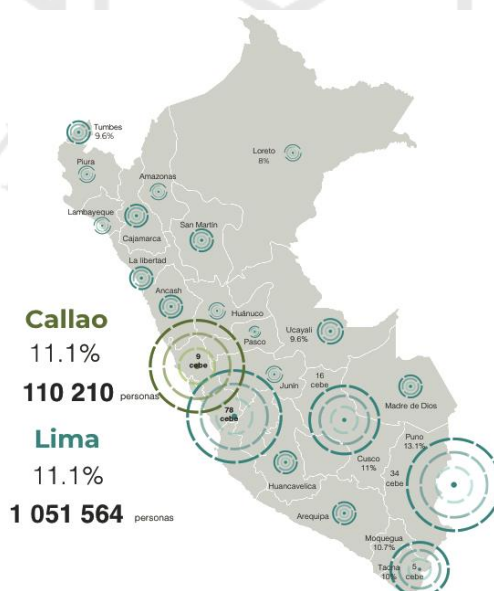 Tumbes
9.6%
Piura
Loreto
8%
Amazonas
Lambayeque
Cajamarca
San Martin
La libertad
Ancash
Huánuco
Pasco
Ucayali
9.6%
Callao
11.1%
110 210 personas
9
cebe
Junín
16
cebe
Madre de Dios
Lima
11.1%
1 051 564 personas
78
cebe
Cusco
11%
Puno
13.1%
34
cebe
Huancavelica
Arequipa
Moquegua
10.7%
Tacna
10%
5
cebe